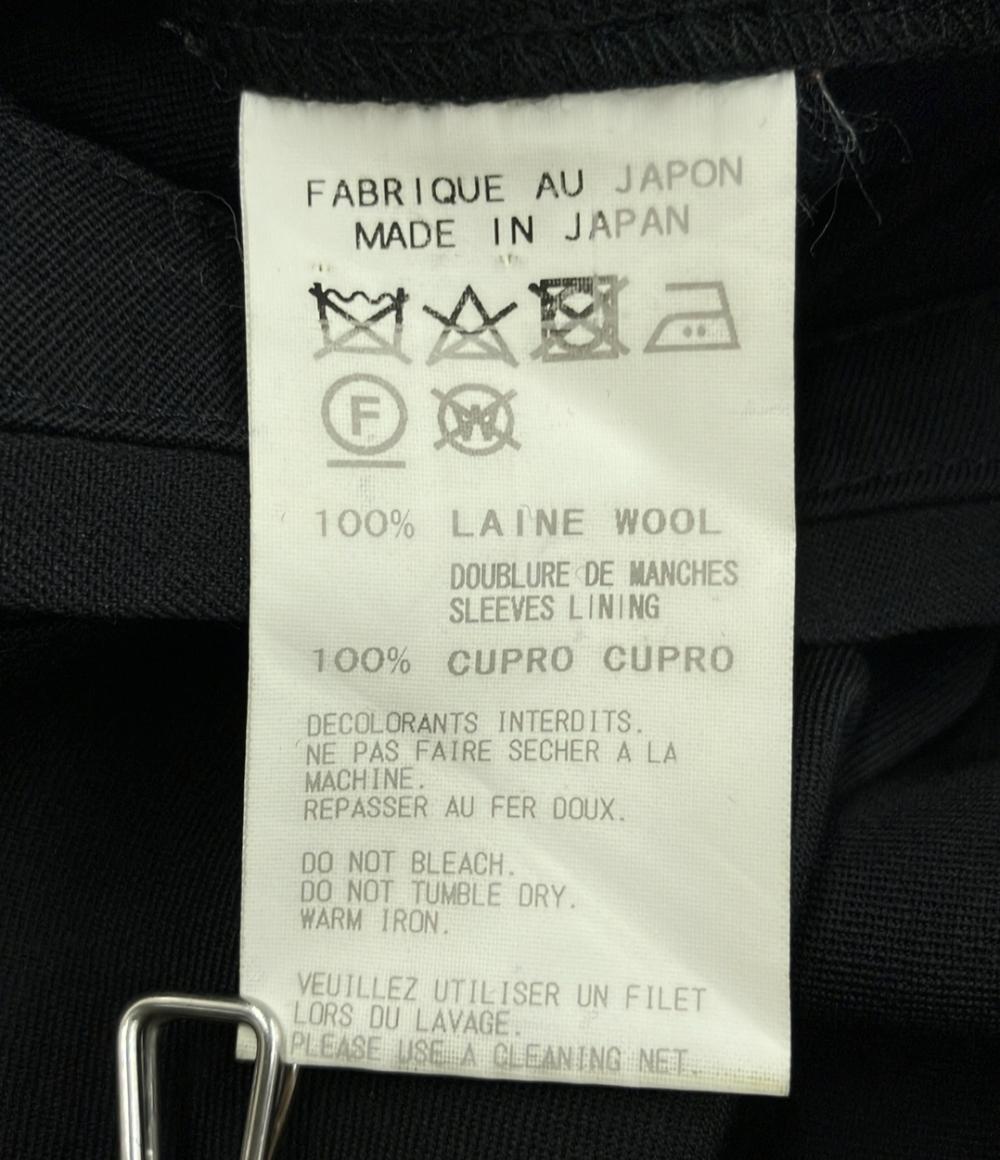 FABRIQUE AU JAPON
MADE IN JAPAN
F W
100% LAINE WOOL
DOUBLURE DE MANCHES
SLEEVES LINING
100% CUPRO CUPRO
DECOLORANTS INTERDITS.
NE PAS FAIRE SECHER A LA
MACHINE.
REPASSER AU FER DOUX.
DO NOT BLEACH.
DO NOT TUMBLE DRY.
WARM IRON.
VEUILLEZ UTILISER UN FILET
LORS DU LAVAGE.
PLEASE USE A CLEANING NET.